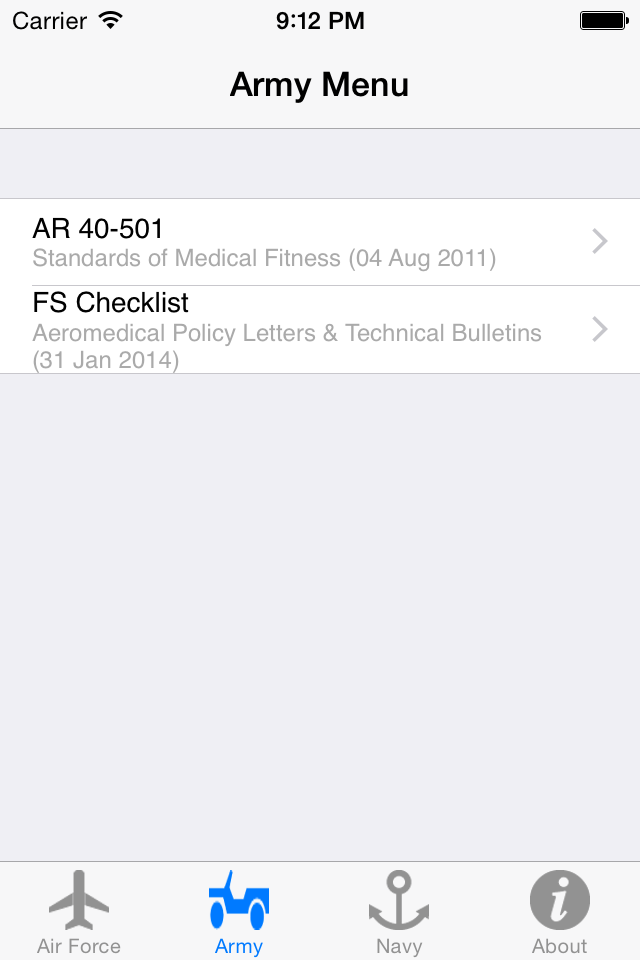 Carrier 9:12 PM
Army Menu
AR 40-501
Standards of Medical Fitness (04 Aug 2011)
FS Checklist
Aeromedical Policy Letters & Technical Bulletins
(31 Jan 2014)
Air Force Army Navy About